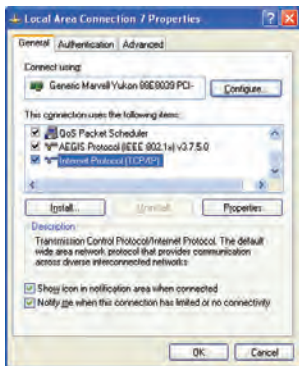 Local Area Connection 7 Properties
General Authentication Advanced
Connect using:
Generic Marvell Yukon 88E8039 PCI-
Configure...
This connection uses the following items:
QoS Packet Scheduler
AEGIS Protocol (IEEE 802.1x) v3.7.5.0
Internet Protocol (TCP/IP)
Install...
Uninstall
Properties
Description
Transmission Control Protocol/Internet Protocol. The default
wide area network protocol that provides communication
across diverse interconnected networks.
Show icon in notification area when connected
Notify me when this connection has limited or no connectivity
OK
Cancel